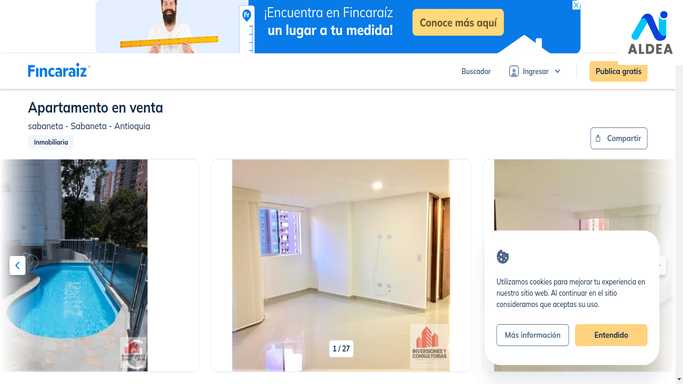 ¡Encuentra en Fincaraíz
un lugar a tu medida!
Conoce más aquí
ALDEA
Fincaraíz
Buscador
Ingresar
Publica gratis
Apartamento en venta
sabaneta - Sabaneta - Antioquia
Inmobiliaria
Compartir
1 / 27
INVERSIONES Y
CONSULTORIAS
Utilizamos cookies para mejorar tu experiencia en
nuestro sitio web. Al continuar en el sitio
consideramos que aceptas su uso.
Más información
Entendido